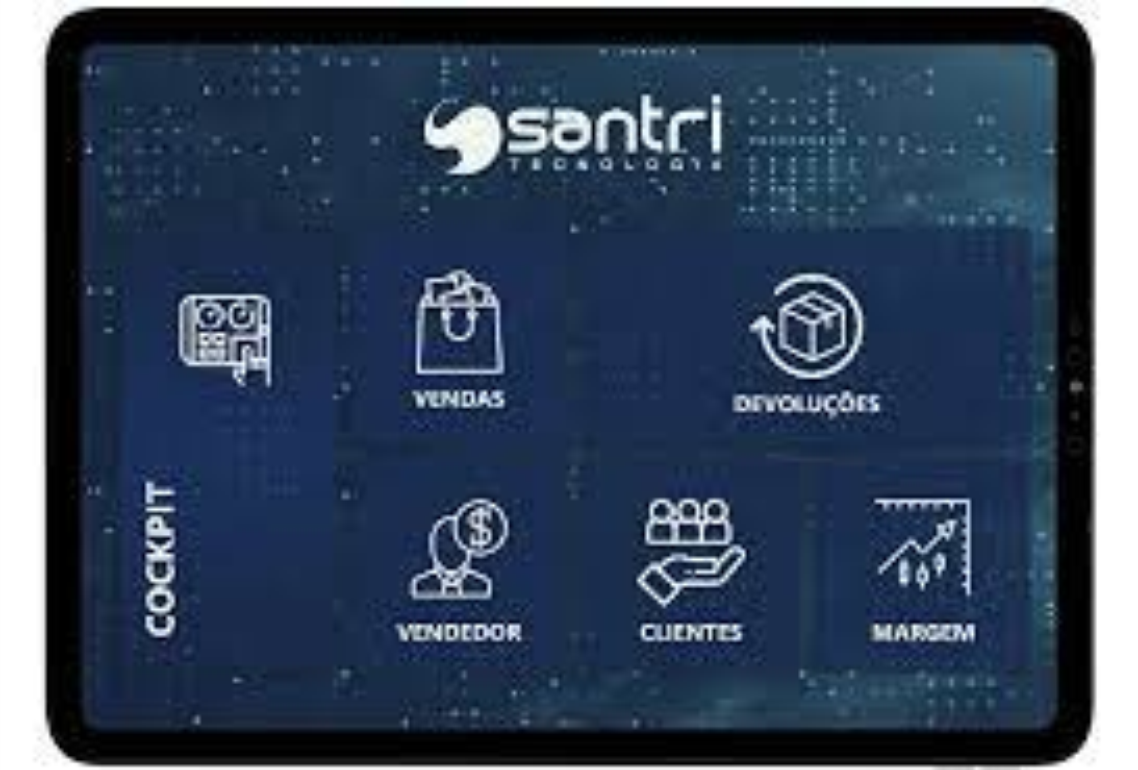 santri
TECNOLOGIA
VENDAS
DEVOLUÇÕES
COCKPIT
VENDEDOR
CLIENTES
MARGEM